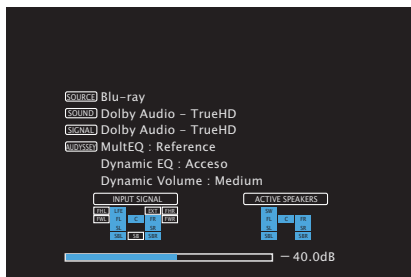 SOURCE Blu-ray
SOUND Dolby Audio - TrueHD
SIGNAL Dolby Audio - TrueHD
AUDYSSEY MultEQ : Reference
Dynamic EQ : Acceso
Dynamic Volume : Medium
INPUT SIGNAL ACTIVE SPEAKERS
FHL LFE EXT FHR SW
FWL FL C FR FWR FL C FR
SL SR SL SR
SBL SB SBR SBL SBR
- 40.0dB